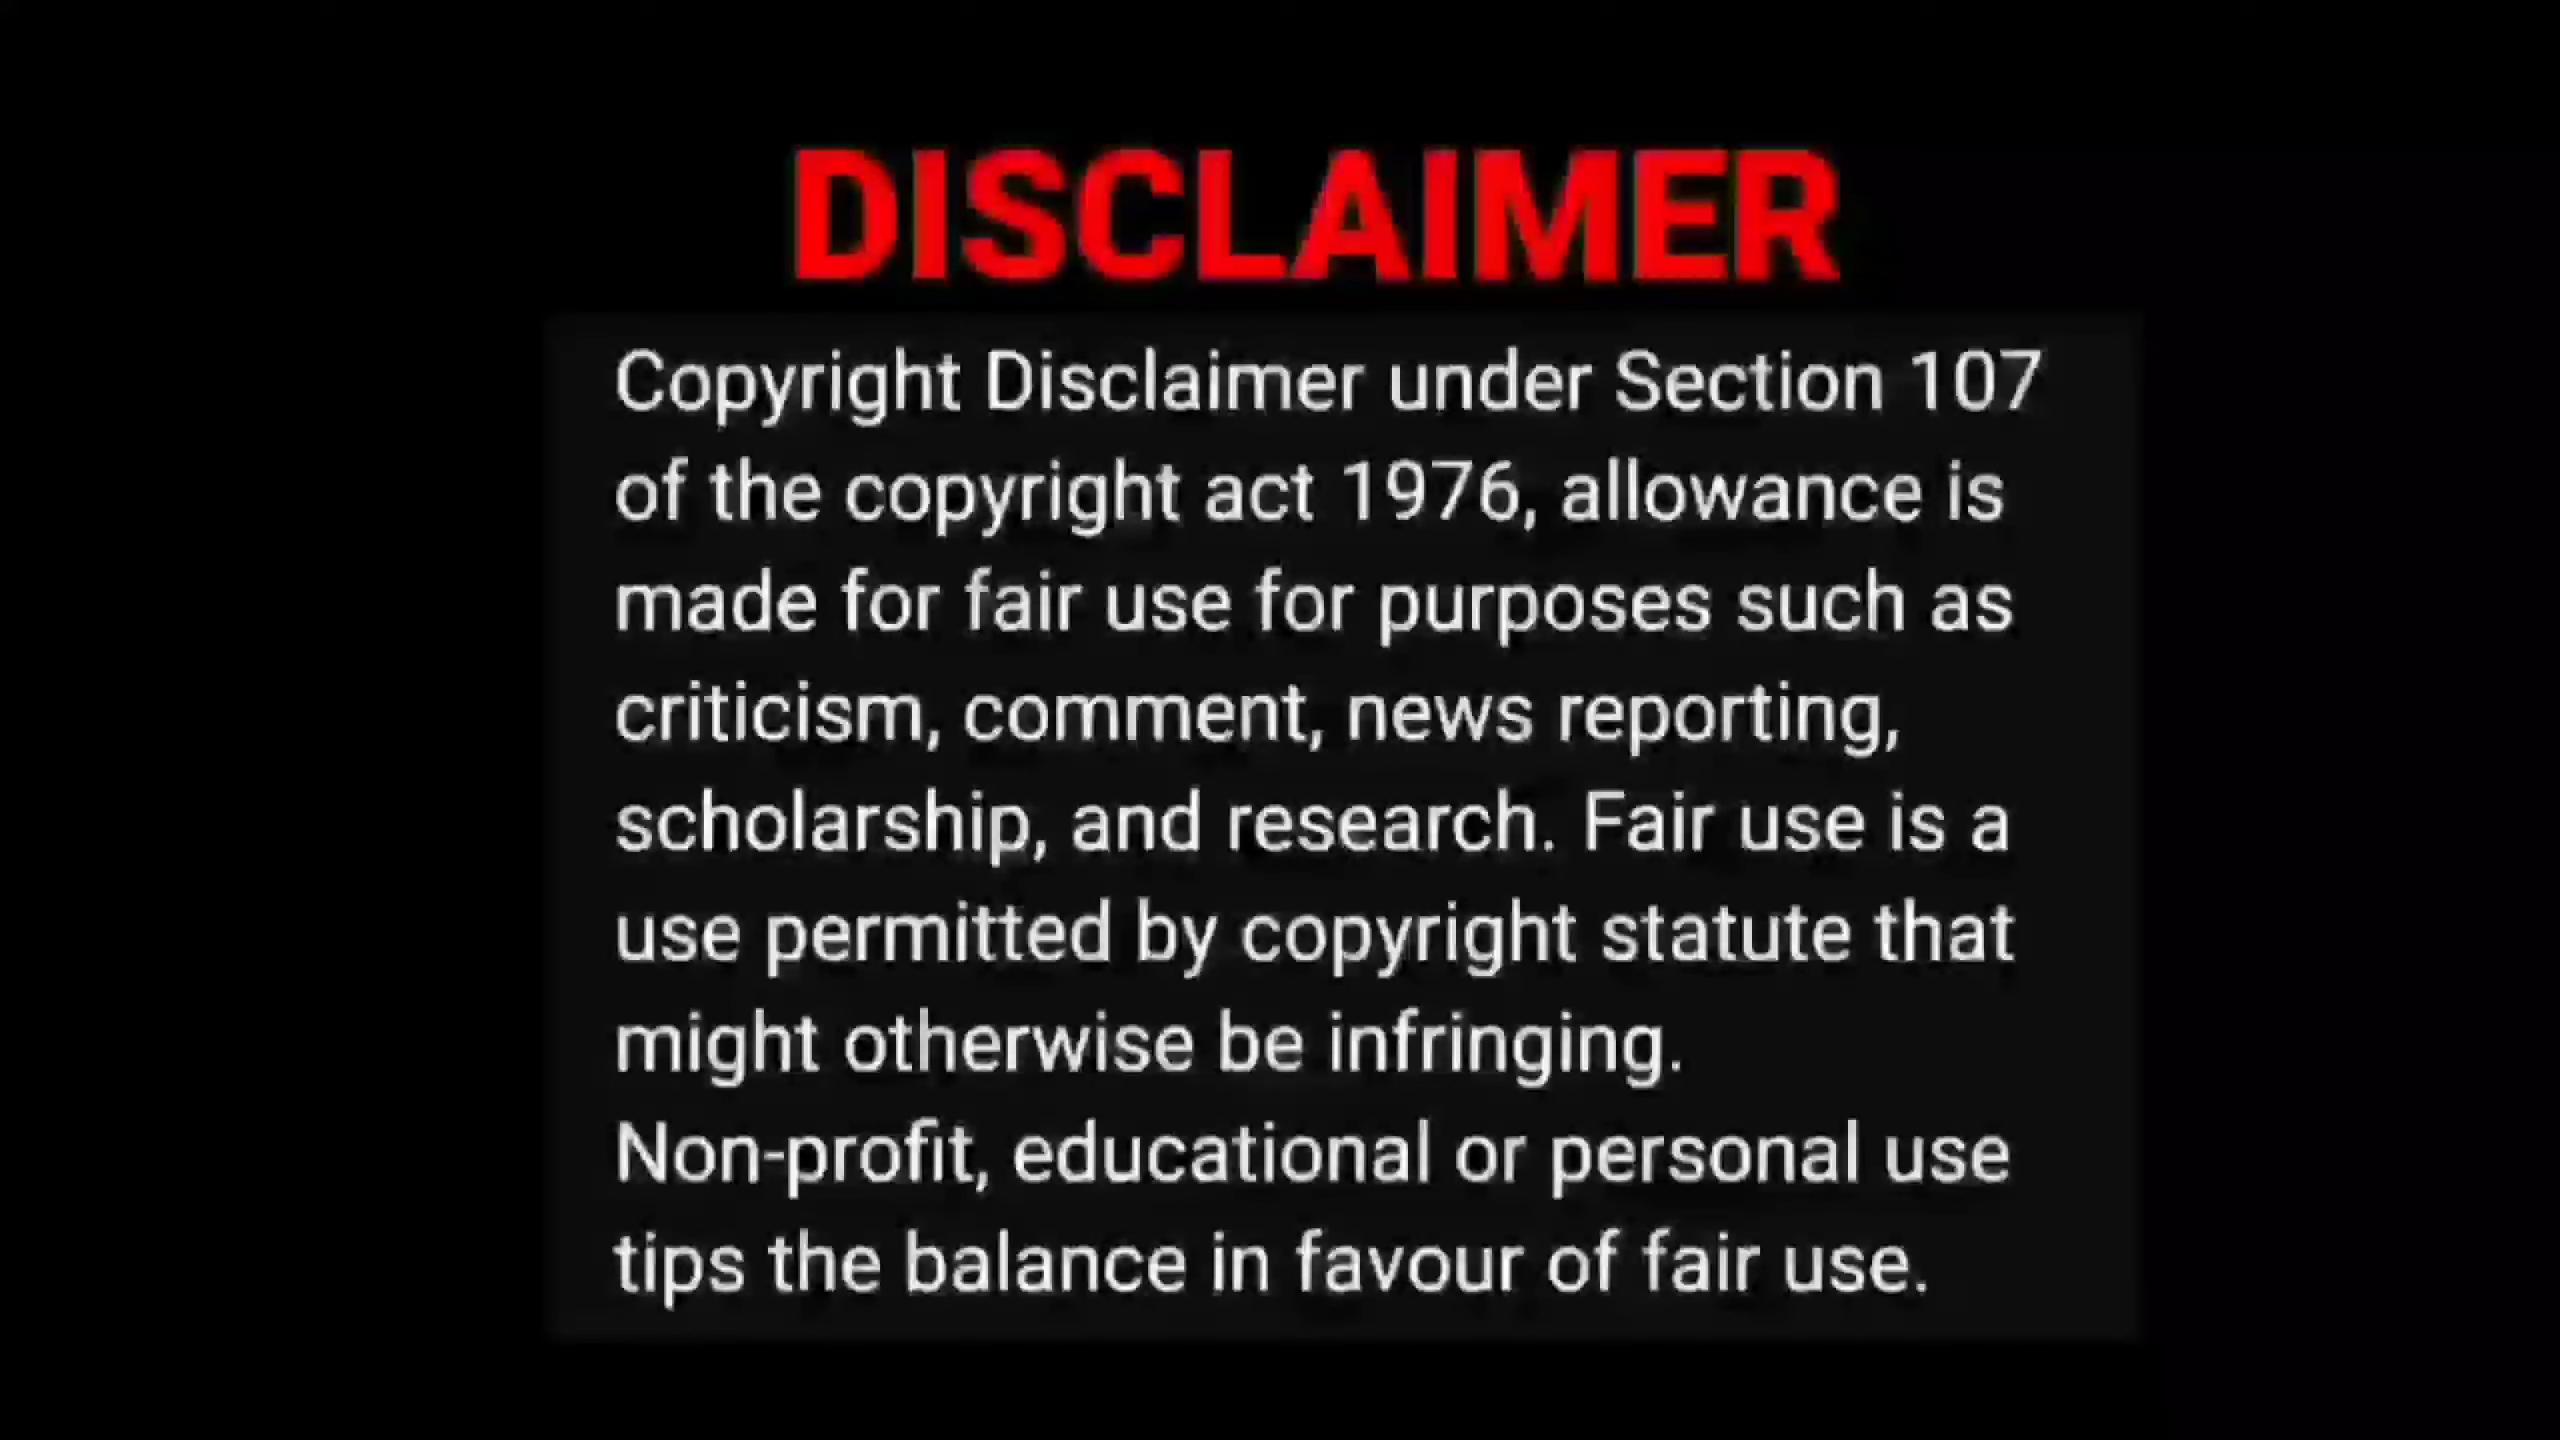 DISCLAIMER
Copyright Disclaimer under Section 107
of the copyright act 1976, allowance is
made for fair use for purposes such as
criticism, comment, news reporting,
scholarship, and research. Fair use is a
use permitted by copyright statute that
might otherwise be infringing.
Non-profit, educational or personal use
tips the balance in favour of fair use.